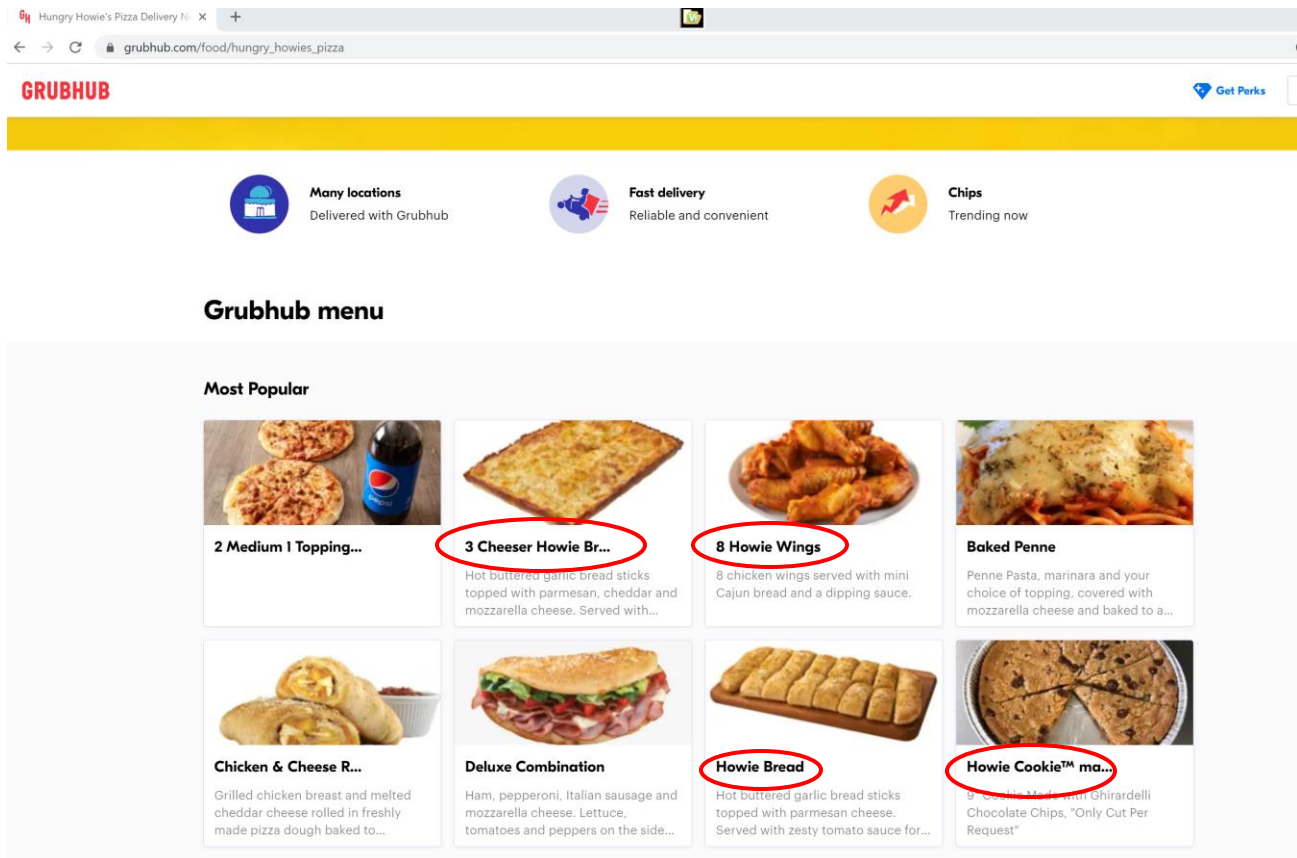 Hungry Howie's Pizza Delivery N
grubhub.com/food/hungry_howies_pizza
GRUBHUB
Get Perks
Many locations
Delivered with Grubhub
Fast delivery
Reliable and convenient
Chips
Trending now
Grubhub menu
Most Popular
pepsi
2 Medium 1 Topping...
3 Cheeser Howie Br...
Hot buttered garlic bread sticks
topped with parmesan, cheddar and
mozzarella cheese. Served with...
8 Howie Wings
8 chicken wings served with mini
Cajun bread and a dipping sauce.
Baked Penne
Penne Pasta, marinara and your
choice of topping, covered with
mozzarella cheese and baked to a...
Chicken & Cheese R...
Grilled chicken breast and melted
cheddar cheese rolled in freshly
made pizza dough baked to...
Deluxe Combination
Ham, pepperoni, Italian sausage and
mozzarella cheese. Lettuce,
tomatoes and peppers on the side...
Howie Bread
Hot buttered garlic bread sticks
topped with parmesan cheese.
Served with zesty tomato sauce for...
Howie Cookie™ ma...
9" Cookie Made with Ghirardelli
Chocolate Chips, "Only Cut Per
Request"